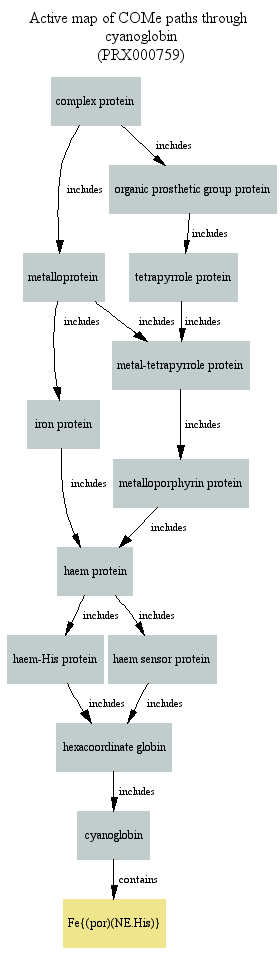 Active map of COMe paths through
cyanoglobin
(PRX000759)
complex protein
includes
includes
organic prosthetic group protein
includes
metalloprotein
tetrapyrrole protein
includes
includes
includes
metal-tetrapyrrole protein
iron protein
includes
includes
metalloporphyrin protein
includes
haem protein
includes
includes
haem-His protein
haem sensor protein
includes
includes
hexacoordinate globin
includes
cyanoglobin
contains
Fe{(por)(NE.His)}